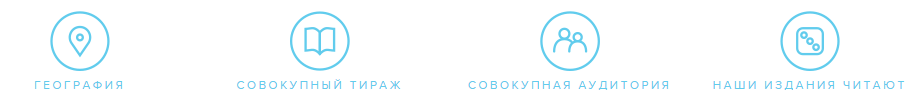 ГЕОГРАФИЯ
СОВОКУПНЫЙ ТИРАЖ
СОВОКУПНАЯ АУДИТОРИЯ
НАШИ ИЗДАНИЯ ЧИТАЮТ